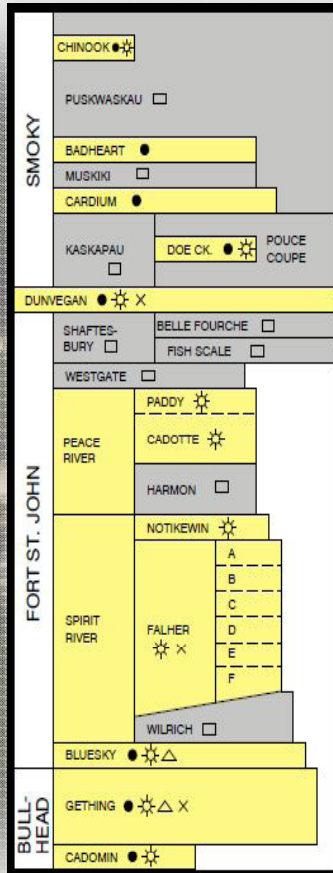 SMOKY
CHINOOK
PUSKWASKAU
BADHEART
MUSKIKI
CARDIUM
KASKAPAU
DOE CK.
POUCE
COUPE
DUNVEGAN
FORT ST. JOHN
SHAFTES-
BURY
BELLE FOURCHE
FISH SCALE
WESTGATE
PEACE
RIVER
PADDY
CADOTTE
HARMON
SPIRIT
RIVER
NOTIKEWIN
FALHER
A
B
C
D
E
F
WILRICH
BLUESKY
BULL-
HEAD
GETHING
CADOMIN